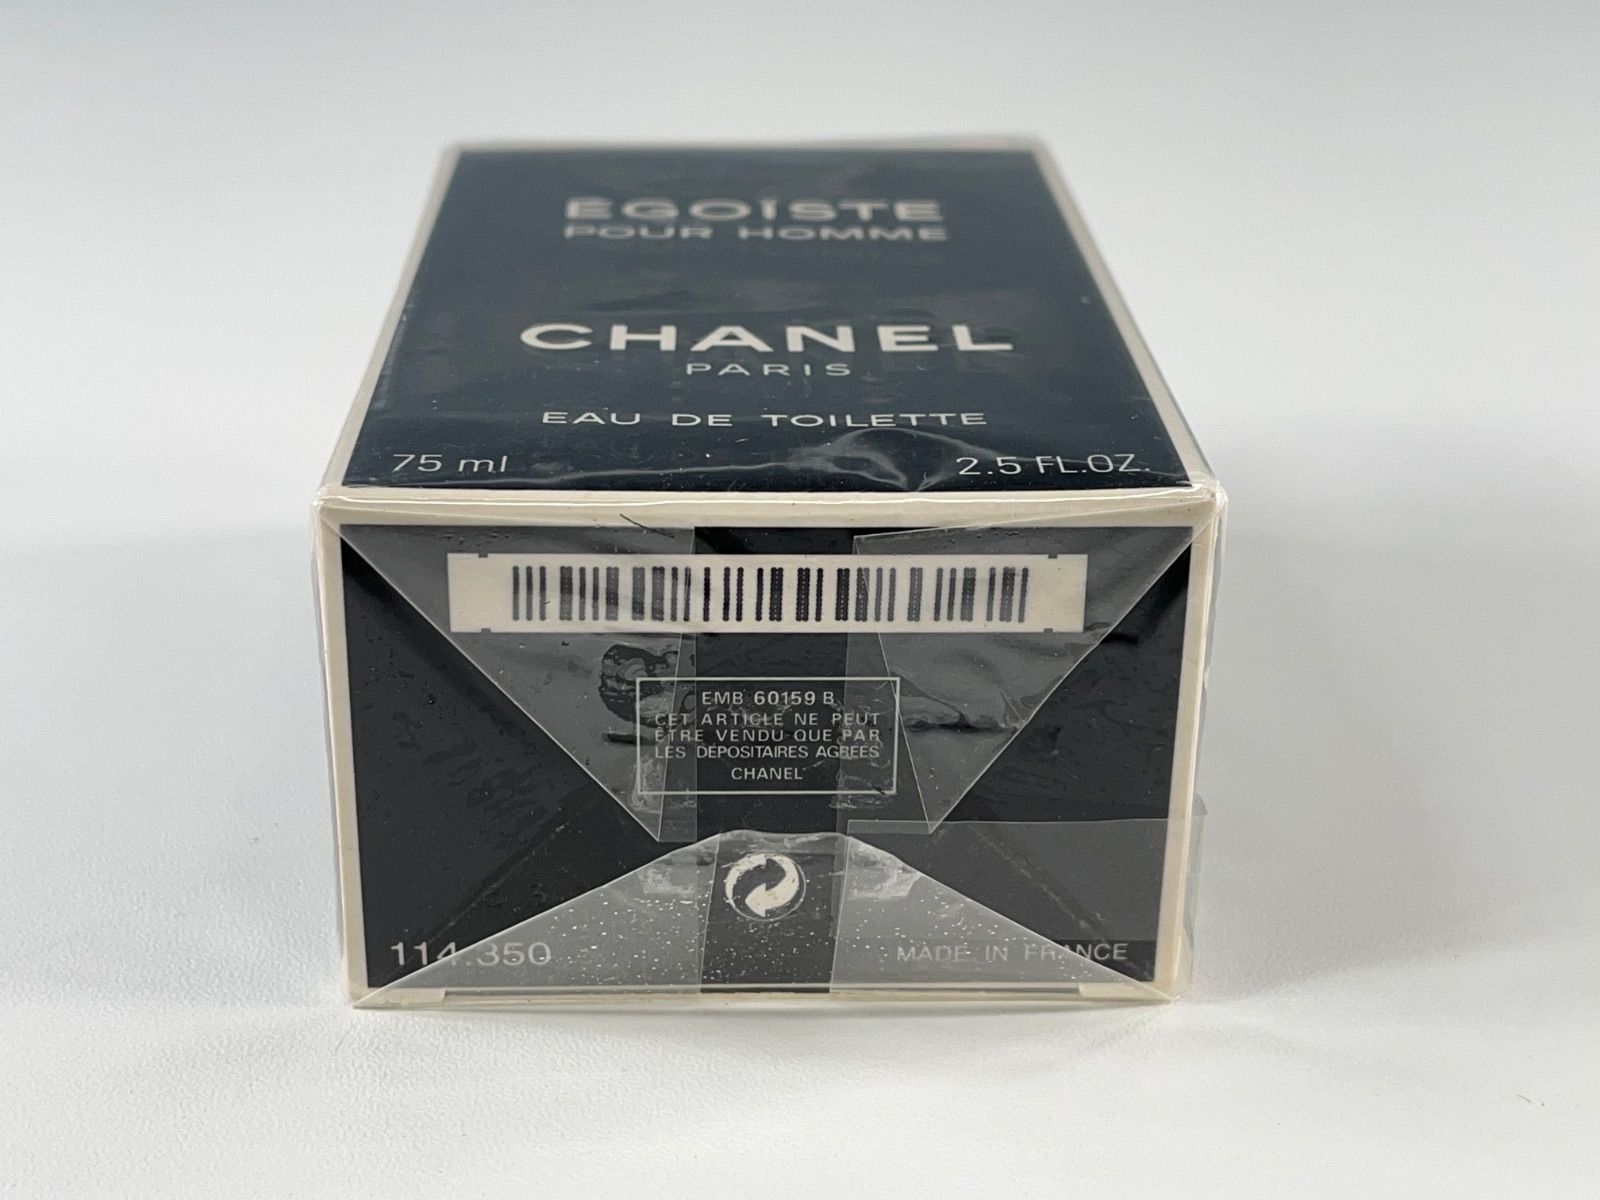 ÉGOÏSTE
POUR HOMME
CHANEL
PARIS
EAU DE TOILETTE
75 ml 2.5 FL.OZ.
EMB 60159 B
CET ARTICLE NE PEUT
ÊTRE VENDU QUE PAR
LES DÉPOSITAIRES AGRÉÉS
CHANEL
114.350 MADE IN FRANCE